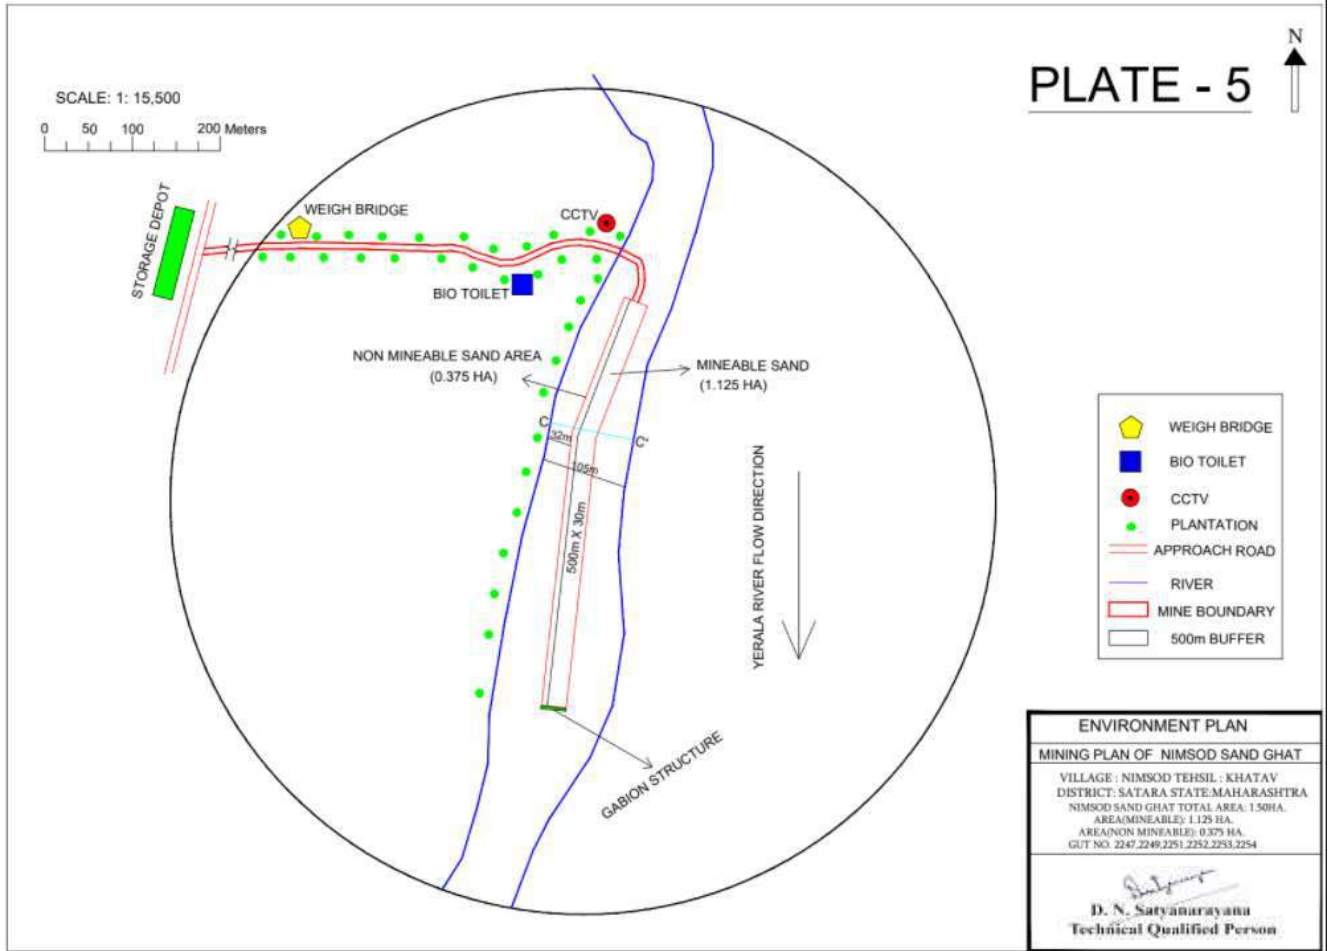 PLATE - 5
N
SCALE: 1: 15,500
0 50 100 200 Meters
STORAGE DEPOT
WEIGH BRIDGE
CCTV
BIO TOILET
NON MINEABLE SAND AREA
(0.375 HA)
MINEABLE SAND
(1.125 HA)
C
C'
32m
105m
500m X 30m
YERALA RIVER FLOW DIRECTION
GABION STRUCTURE
WEIGH BRIDGE
BIO TOILET
CCTV
PLANTATION
APPROACH ROAD
RIVER
MINE BOUNDARY
500m BUFFER
ENVIRONMENT PLAN
MINING PLAN OF NIMSOD SAND GHAT
VILLAGE : NIMSOD TEHSIL : KHATAV
DISTRICT: SATARA STATE:MAHARASHTRA
NIMSOD SAND GHAT TOTAL AREA: 1.50HA.
AREA(MINEABLE): 1.125 HA.
AREA(NON MINEABLE): 0.375 HA.
GUT NO. 2247,2249,2251,2252,2253,2254
D. N. Satyanarayana
Technical Qualified Person